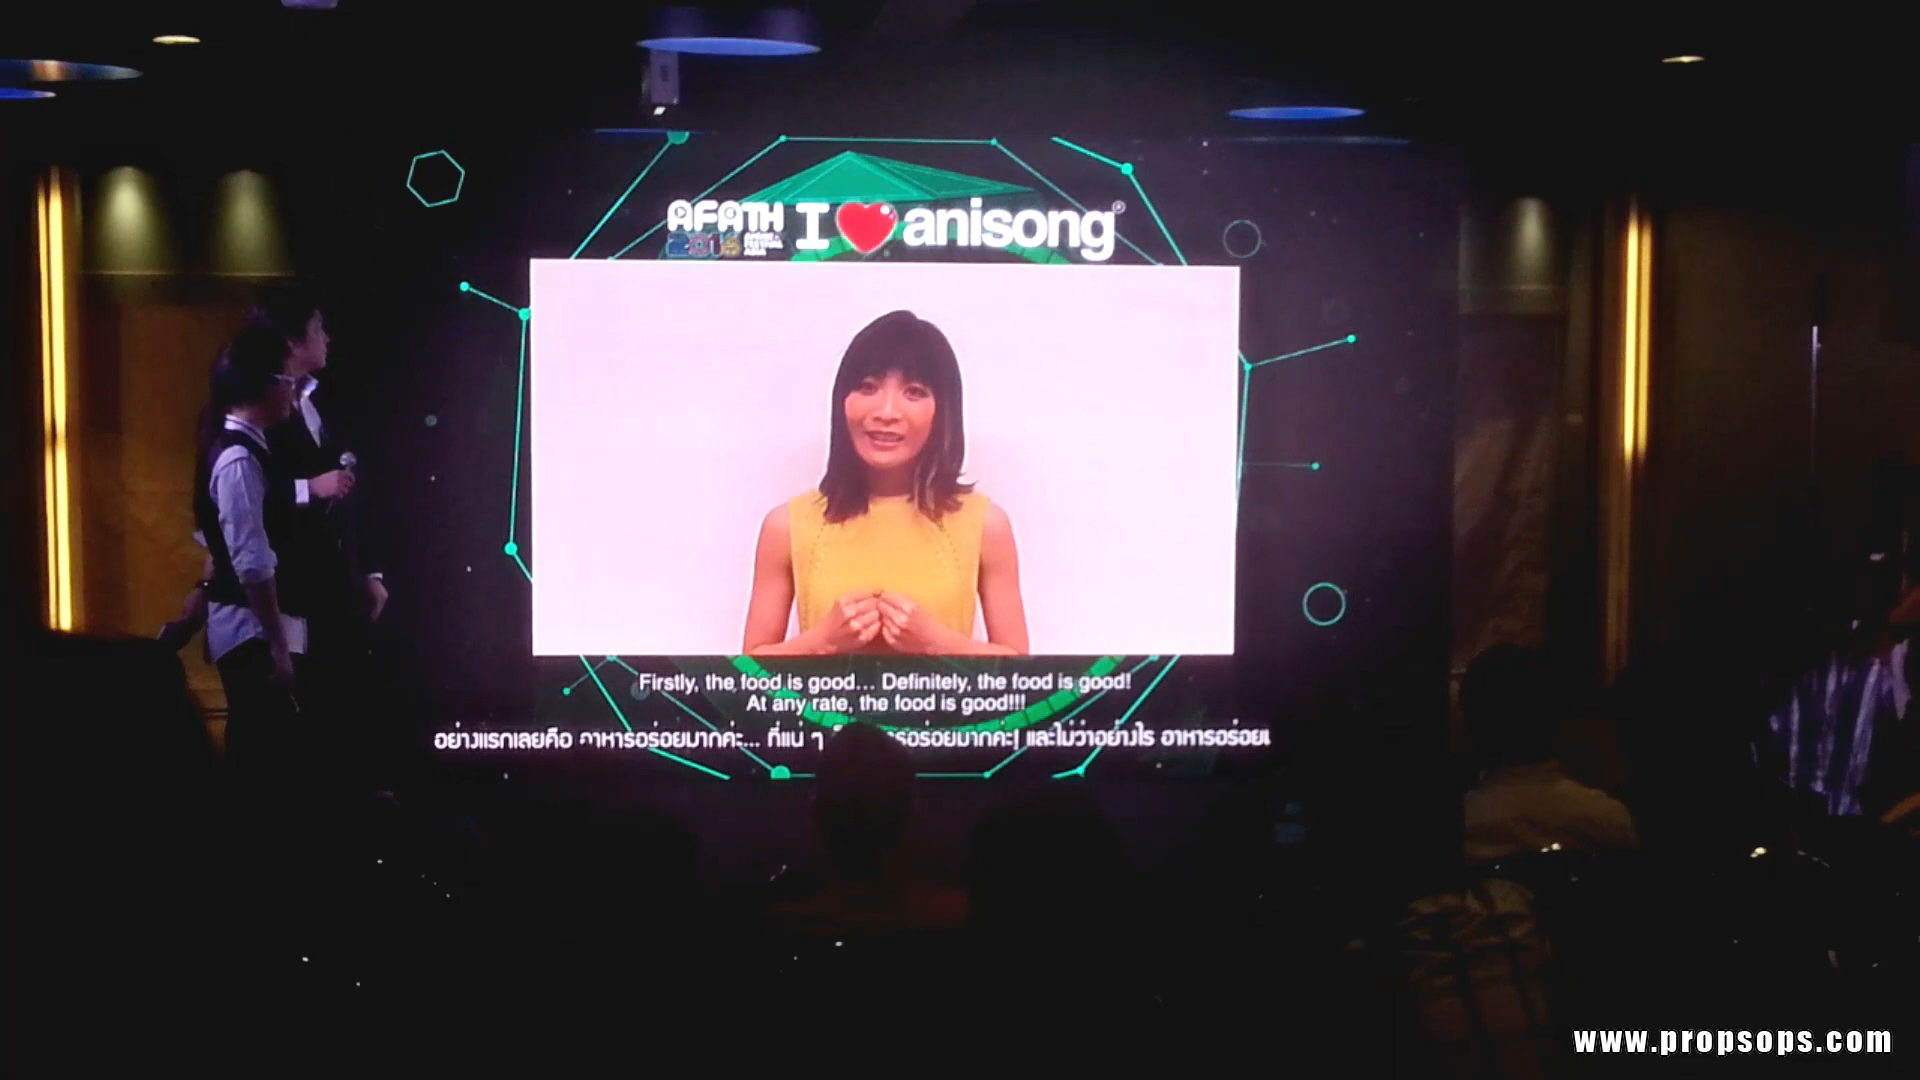 AFATH
2016
ANIME
FESTIVAL
ASIA
I ❤ anisong
Firstly, the food is good... Definitely, the food is good!
At any rate, the food is good!!!
อย่างแรกเลยคือ อาหารอร่อยมากค่ะ... ที่แน่ ๆ อร่อยมากค่ะ! และไม่ว่าอย่างไร อาหารอร่อย
www.propsops.com